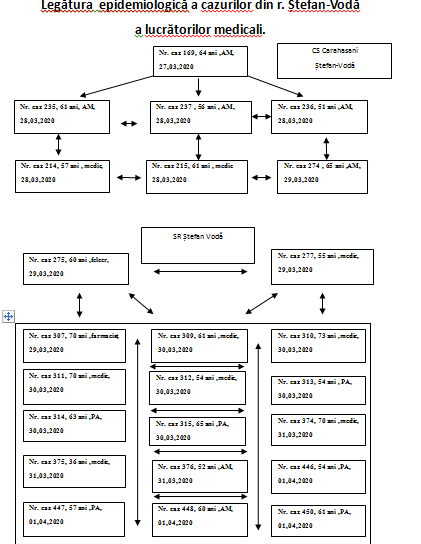 Legătura epidemiologică a cazurilor din r. Ștefan-Vodă
a lucrătorilor medicali.
Nr. caz 169, 64 ani ,AM,
27,03,2020
CS Carahasani
Ștefan-Vodă
Nr. caz 235, 61 ani, AM,
28,03,2020
Nr. caz 237 , 56 ani , AM,
28,03,2020
Nr. caz 236, 51 ani ,AM,
28,03,2020
Nr. caz 214, 57 ani , medic,
28,03,2020
Nr. caz 215, 61 ani , medic
28,03,2020
Nr. caz 274 , 65 ani ,AM,
29,03,2020
SR Ștefan Vodă
Nr. caz 275, 60 ani ,felcer,
29,03,2020
Nr. caz 277, 55 ani ,medic,
29,03,2020
Nr. caz 307, 70 ani ,farmacist,
29,03,2020
Nr. caz 309, 61 ani ,medic,
30,03,2020
Nr. caz 310, 73 ani ,medic,
30,03,2020
Nr. caz 311, 70 ani ,medic,
30,03,2020
Nr. caz 312, 54 ani ,medic,
30,03,2020
Nr. caz 313, 54 ani ,PA,
30,03,2020
Nr. caz 314, 63 ani ,PA,
30,03,2020
Nr. caz 315, 65 ani ,PA,
30,03,2020
Nr. caz 374, 70 ani ,medic,
31,03,2020
Nr. caz 375, 36 ani ,medic,
31,03,2020
Nr. caz 376, 52 ani ,AM,
31,03,2020
Nr. caz 446, 54 ani ,PA,
01,04,2020
Nr. caz 447, 57 ani ,PA,
01,04,2020
Nr. caz 448, 60 ani ,AM,
01,04,2020
Nr. caz 450, 61 ani ,PA,
01,04,2020